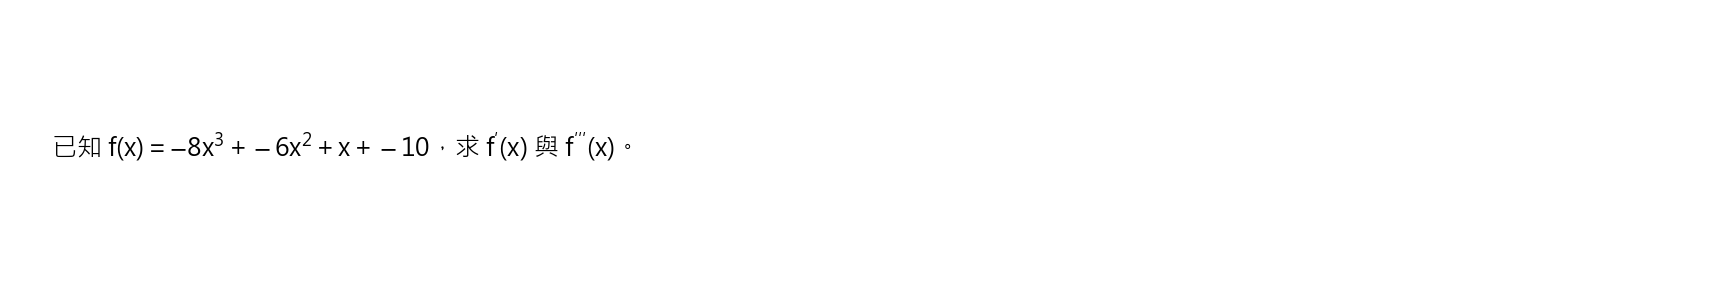 已知 f(x) = −8x³ + − 6x² + x + − 10，求 f′(x) 與 f′′′(x)。